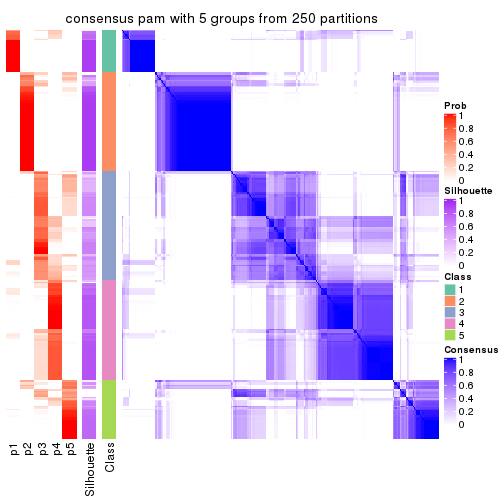 consensus pam with 5 groups from 250 partitions
Prob
1
0.8
0.6
0.4
0.2
0
Silhouette
1
0.8
0.6
0.4
0.2
0
Class
1
2
3
4
5
Consensus
1
0.8
0.6
0.4
0.2
0
p1
p2
p3
p4
p5
Silhouette
Class